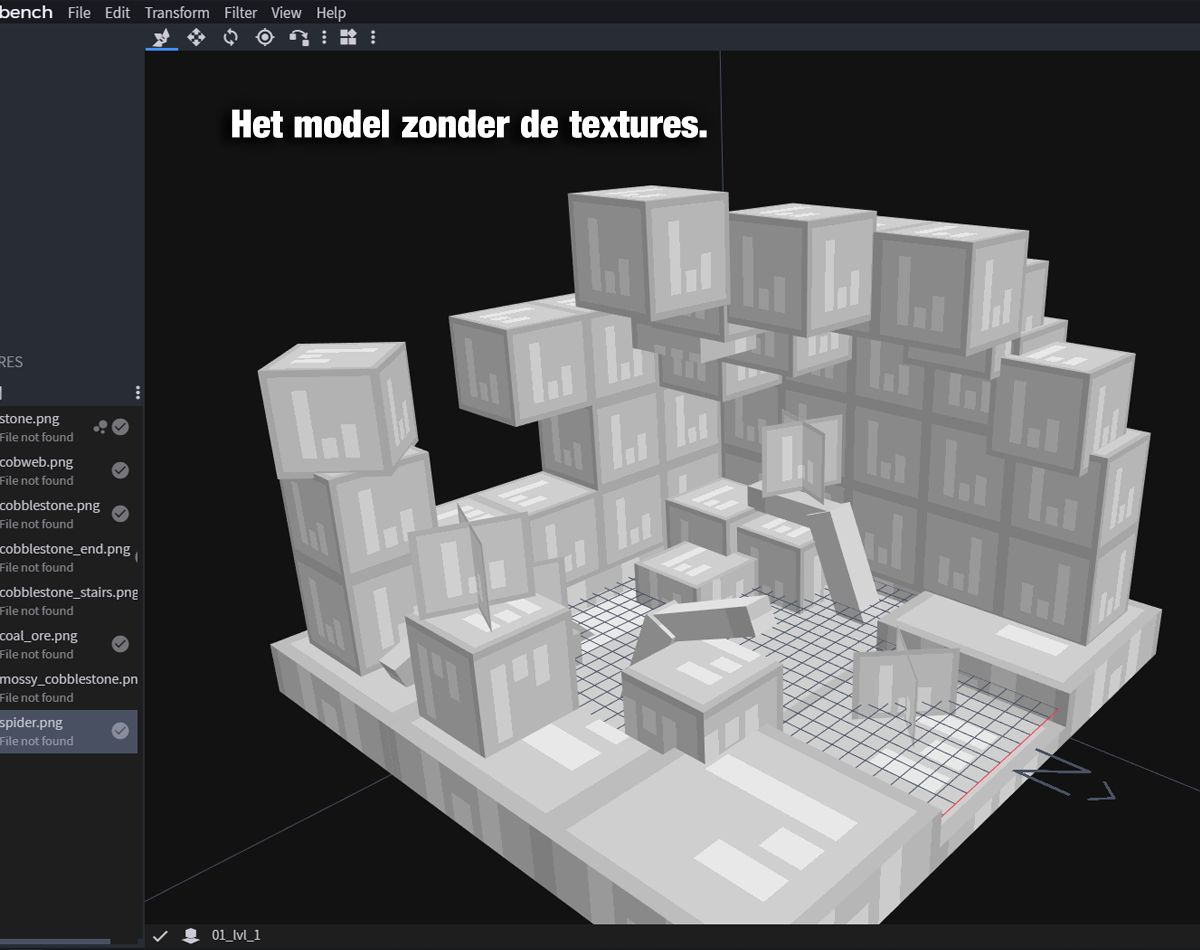 bench File Edit Transform Filter View Help
Het model zonder de textures.
RES
stone.png
File not found
cobweb.png
File not found
cobblestone.png
File not found
cobblestone_end.png
File not found
cobblestone_stairs.png
File not found
coal_ore.png
File not found
mossy_cobblestone.pn
File not found
spider.png
File not found
01_lvl_1